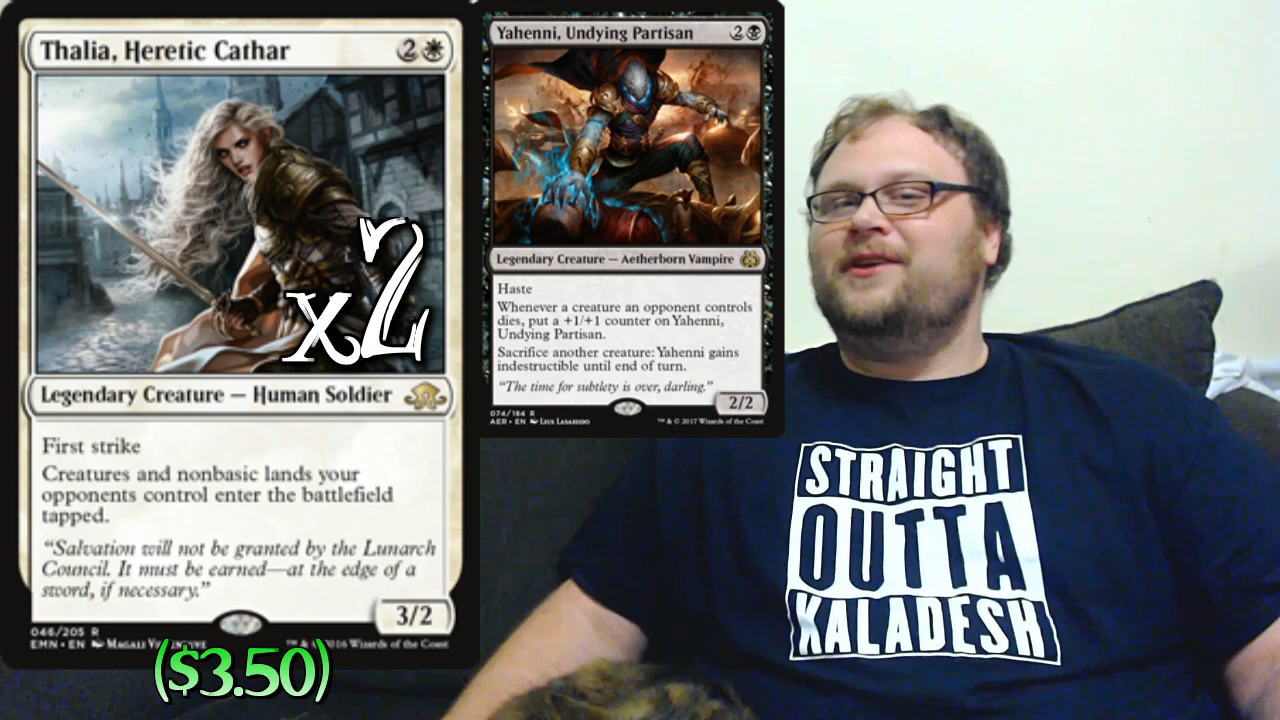 Thalia, Heretic Cathar 2
x2
Legendary Creature — Human Soldier
First strike
Creatures and nonbasic lands your
opponents control enter the battlefield
tapped.
"Salvation will not be granted by the Lunarch
Council. It must be earned—at the edge of a
sword, if necessary."
3/2
046/205 R
EMN • EN
™ & © 2016 Wizards of the Coast
($3.50)
Yahenni, Undying Partisan 2
Legendary Creature — Aetherborn Vampire
Haste
Whenever a creature an opponent controls
dies, put a +1/+1 counter on Yahenni,
Undying Partisan.
Sacrifice another creature: Yahenni gains
indestructible until end of turn.
"The time for subtlety is over, darling."
2/2
074/184 R
AER • EN Lius Lasahido
™ & © 2017 Wizards of the Coast
STRAIGHT
OUTTA
KALADESH